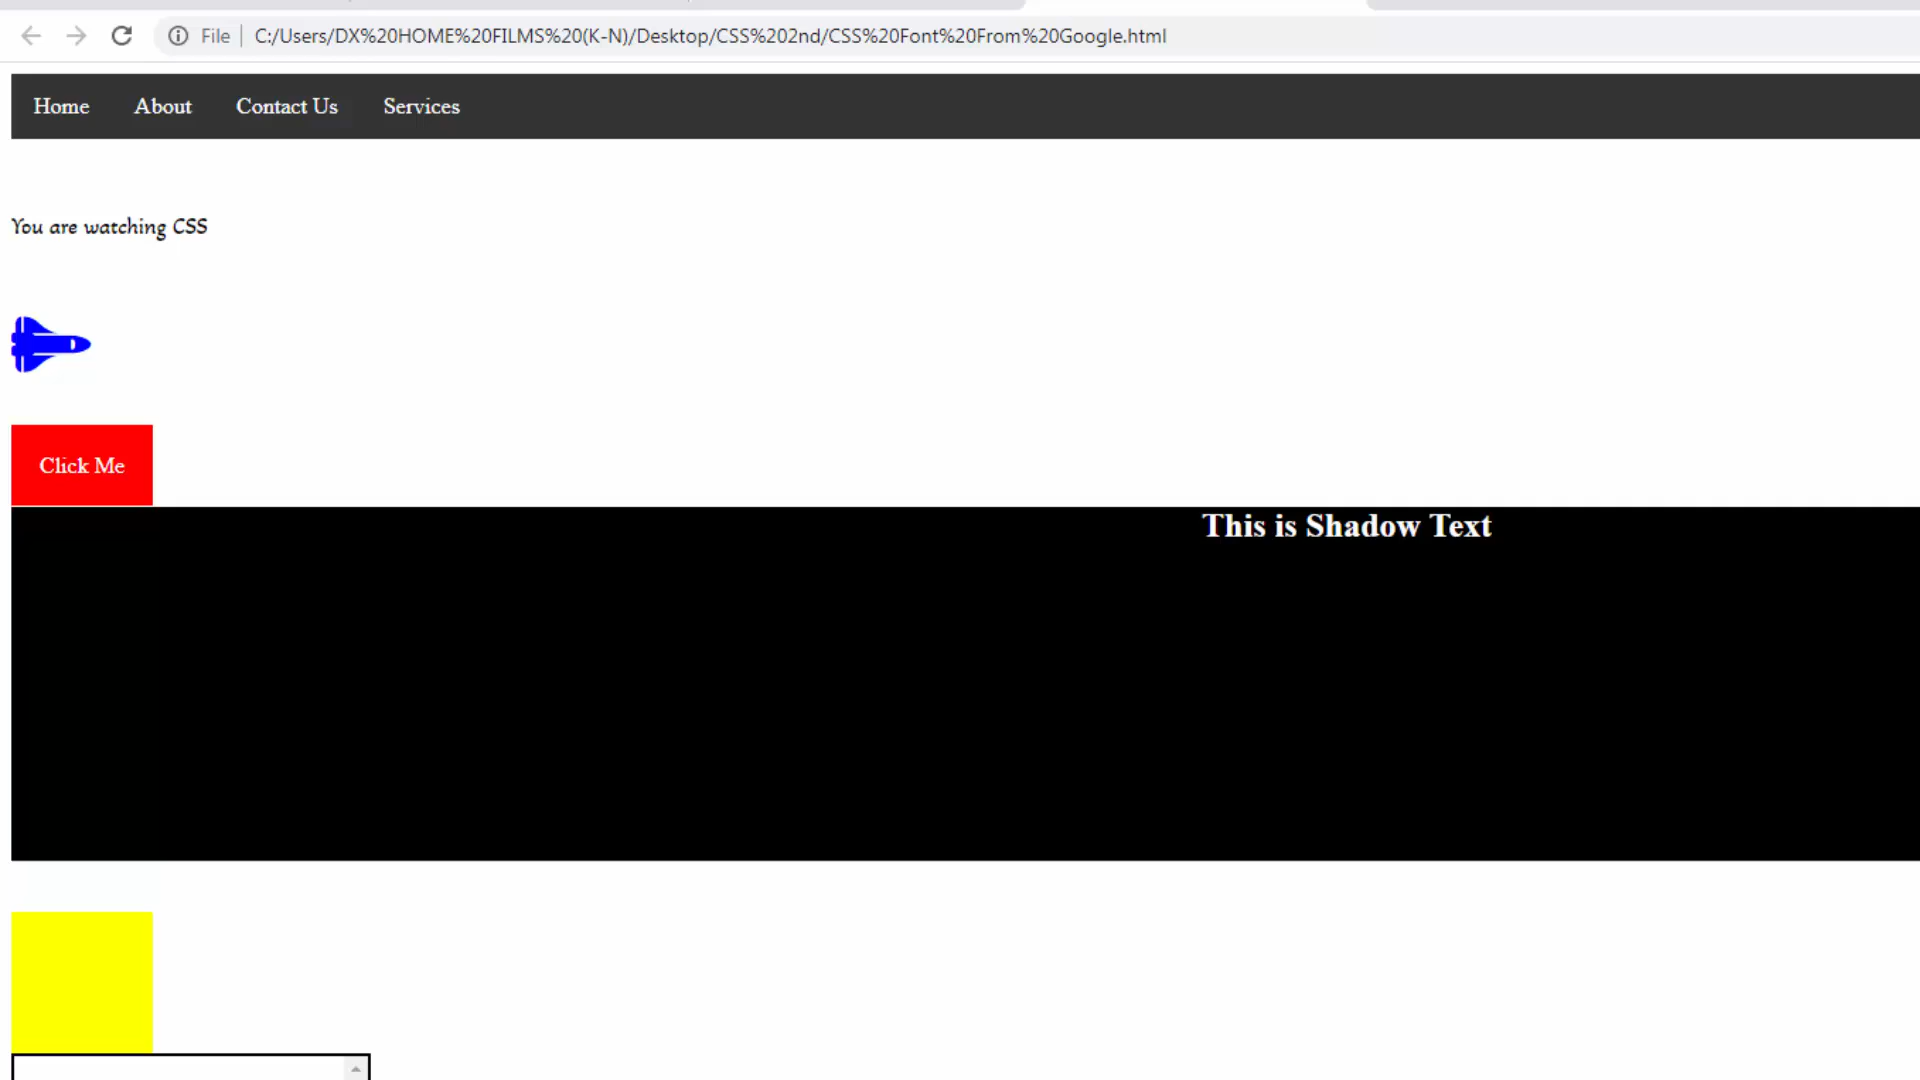 File C:/Users/DX%20HOME%20FILMS%20(K-N)/Desktop/CSS%202nd/CSS%20Font%20From%20Google.html
Home About Contact Us Services
You are watching CSS
Click Me
This is Shadow Text